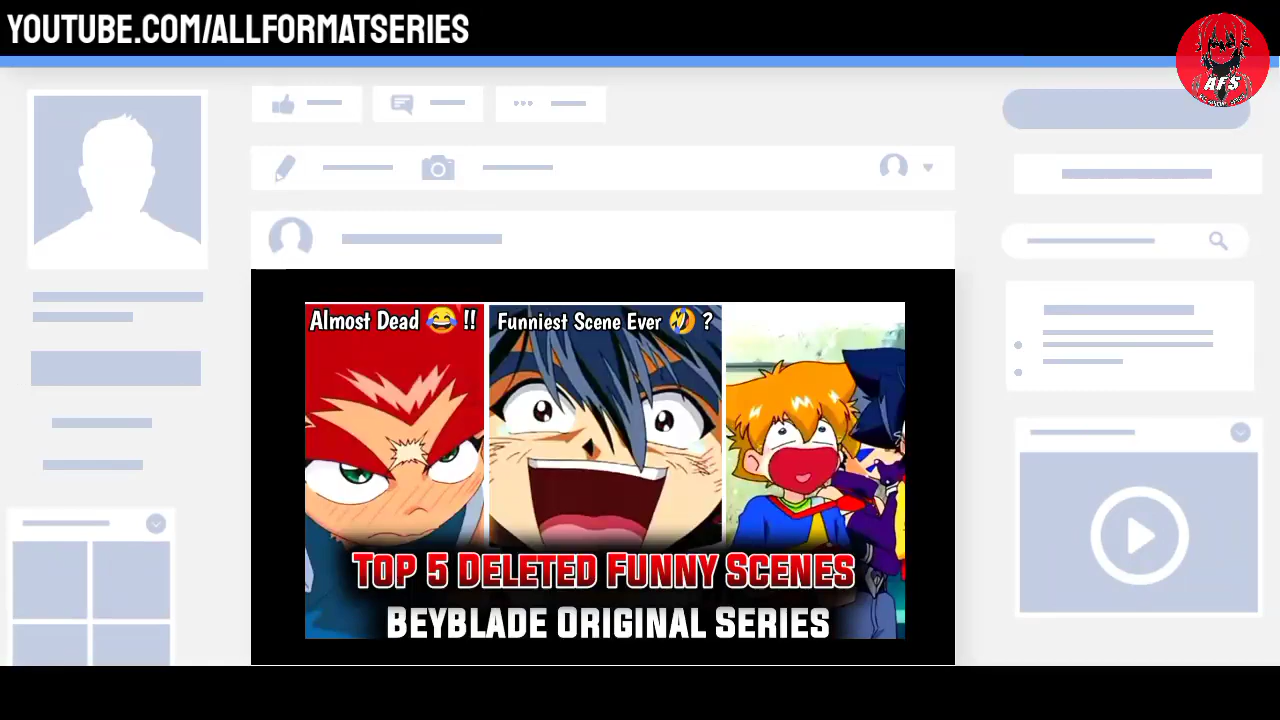 YOUTUBE.COM/ALLFORMATSERIES
AFS
Almost Dead 😂 !!
Funniest Scene Ever 🤣 ?
TOP 5 DELETED FUNNY SCENES
BEYBLADE ORIGINAL SERIES